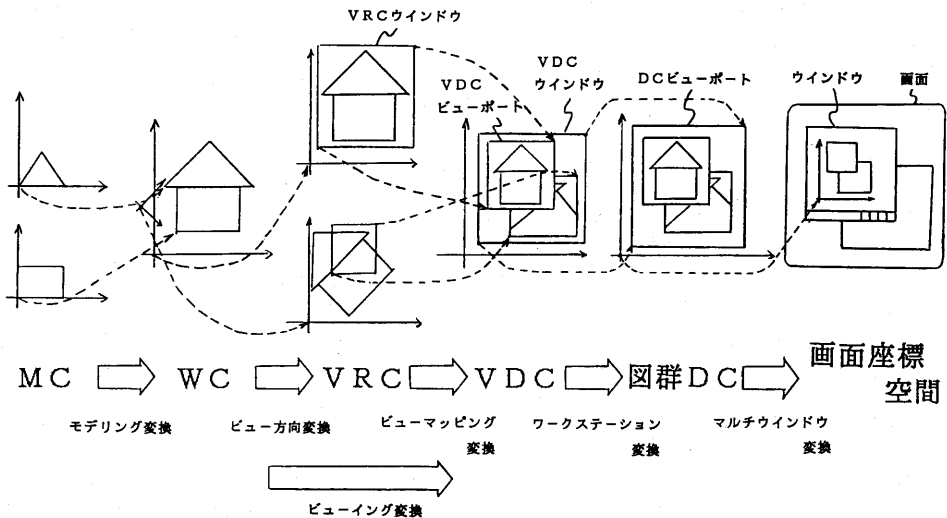 VRCウインドウ
VDC
ビューポート
VDC
ウインドウ
DCビューポート
ウインドウ
画面
MC
WC
VRC
VDC
図群DC
画面座標
空間
モデリング変換
ビュー方向変換
ビューマッピング
変換
ワークステーション
変換
マルチウインドウ
変換
ビューイング変換